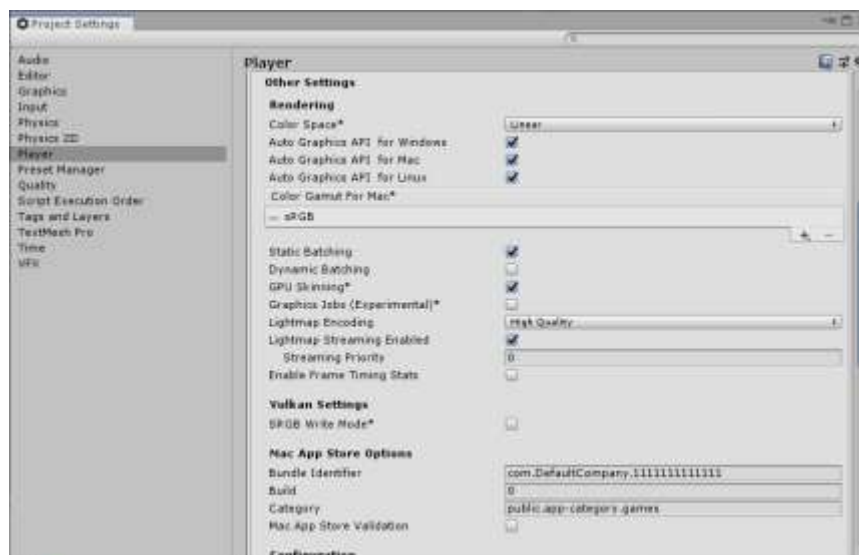 Project Settings
Audio
Editor
Graphics
Input
Physics
Physics 2D
Player
Preset Manager
Quality
Script Execution Order
Tags and Layers
TextMesh Pro
Time
VFX
Player
Other Settings
Rendering
Color Space* Linear
Auto Graphics API for Windows
Auto Graphics API for Mac
Auto Graphics API for Linux
Color Gamut For Mac*
sRGB
Static Batching
Dynamic Batching
GPU Skinning*
Graphics Jobs (Experimental)*
Lightmap Encoding High Quality
Lightmap Streaming Enabled
Streaming Priority 0
Enable Frame Timing Stats
Vulkan Settings
SRGB Write Mode*
Mac App Store Options
Bundle Identifier
Build 0
Category public.app-category.games
Mac App Store Validation
Configuration